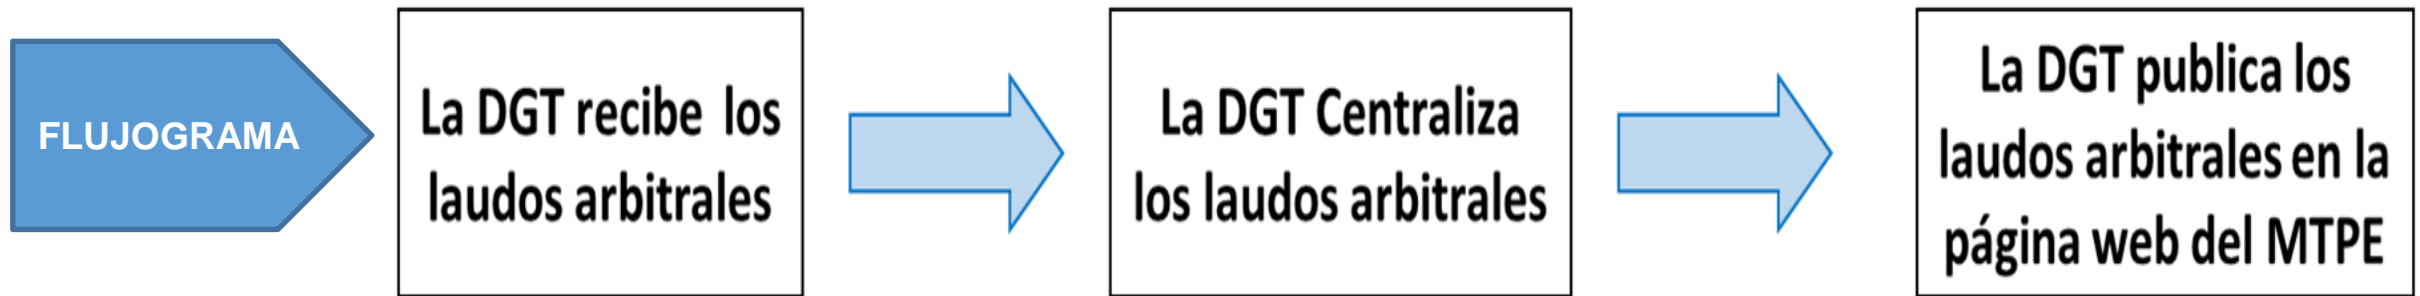 FLUJOGRAMA
La DGT recibe los
laudos arbitrales
La DGT Centraliza
los laudos arbitrales
La DGT publica los
laudos arbitrales en la
página web del MTPE